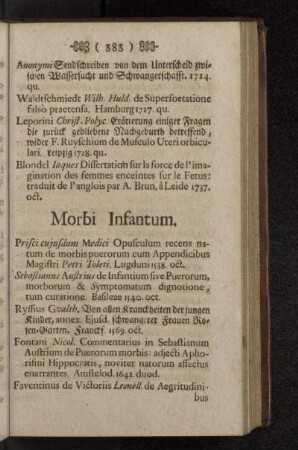 ( 383 )
Anonymi Sendschreiben von dem Unterscheid zwi-
schen Wassersucht und Schwangerschafft. 1724.
qu.
Waldtschmiedt Wilh. Huld. de Superfoetatione
falsò praetensa. Hamburg 1727. qu.
Leporini Christ. Polyc. Erörterung einiger Fragen
die zurück gebliebene Nachgeburth betreffend,
wider F. Ruyschium de Musculo Uteri orbicu-
lari. Leipzig 1728. qu.
Blondel Jaques Dissertation sur la force de l'ima-
gination des femmes enceintes sur le Fetus:
traduit de l'anglois par A. Brun, à Leide 1737.
oct.
Morbi Infantum.
Prisci cujusdam Medici Opusculum recens na-
tum de morbis puerorum cum Appendicibus
Magistri Petri Toleti. Lugduni 1538. oct.
Sebastianus Austrius de Infantium sive Puerorum,
morborum & Symptomatum dignotione,
tum curatione. Basileae 1540. oct.
Ryffius Gvalth. Von allen Kranckheiten der jungen
Kinder, annex. Ejusd. schwangrer Frauen Ro-
sen-Garten. Franckf. 1569. oct.
Fontani Nicol. Commentarius in Sebastianum
Austrium de Puerorum morbis: adjecti Apho-
rismi Hippocratis, noviter natorum affectus
enarrantes. Amstelod. 1642. duod.
Faventinus de Victoriis Leonell. de Aegritudini-
bus